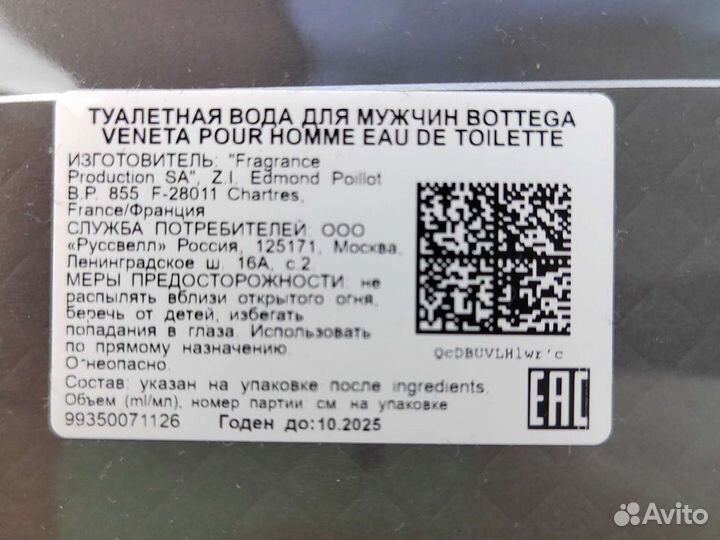 ТУАЛЕТНАЯ ВОДА ДЛЯ МУЖЧИН BOTTEGA
VENETA POUR HOMME EAU DE TOILETTE
ИЗГОТОВИТЕЛЬ: "Fragrance
Production SA", Z.I. Edmond Poillot
B.P. 855 F-28011 Chartres,
France/Франция
СЛУЖБА ПОТРЕБИТЕЛЕЙ: ООО
«Руссвелл» Россия, 125171, Москва,
Ленинградское ш. 16А, с.2.
МЕРЫ ПРЕДОСТОРОЖНОСТИ: не
распылять вблизи открытого огня,
беречь от детей, избегать
попадания в глаза. Использовать
по прямому назначению.
Огнеопасно.
Состав: указан на упаковке после ingredients.
Объем (ml/мл), номер партии см на упаковке
99350071126 Годен до:10.2025
QcDBUVLHlwr'c
EAC
Avito